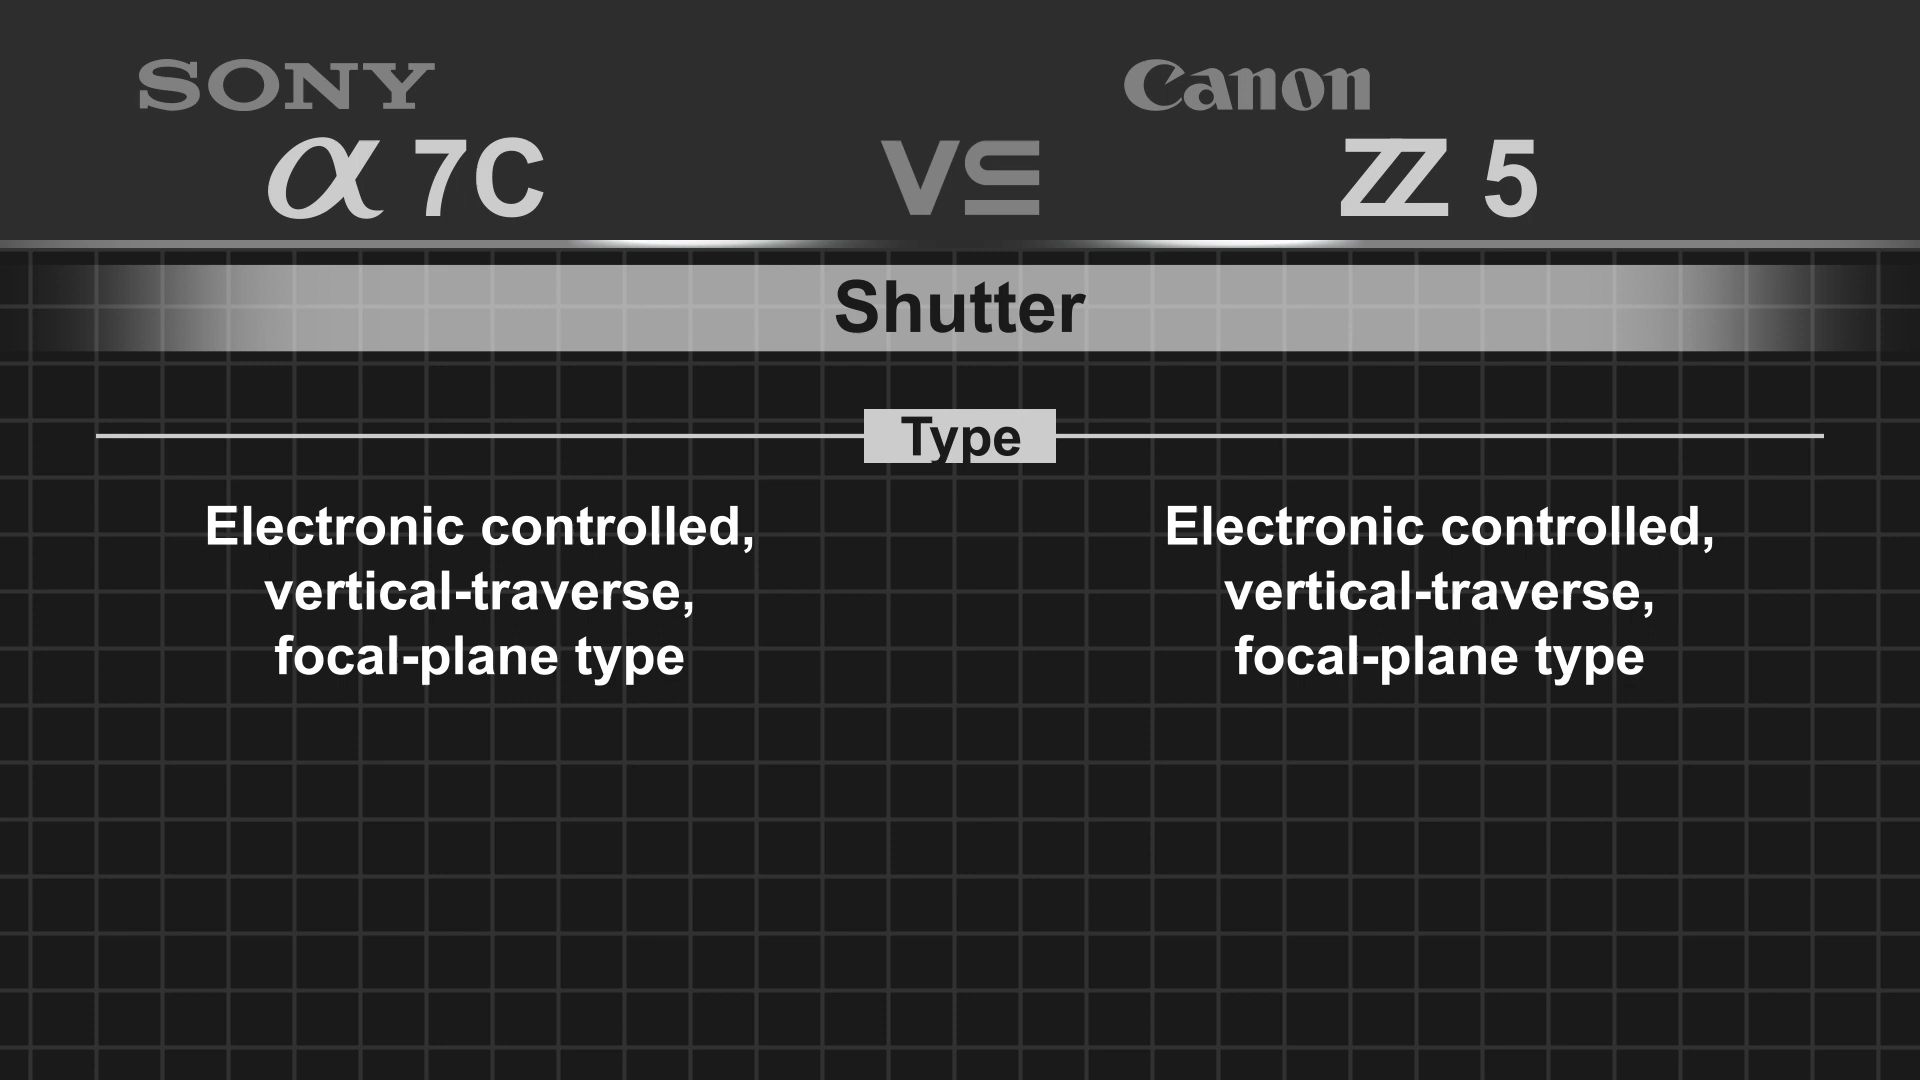 SONY
α 7C
VS
Canon
ZZ 5
Shutter
Type
Electronic controlled,
vertical-traverse,
focal-plane type
Electronic controlled,
vertical-traverse,
focal-plane type